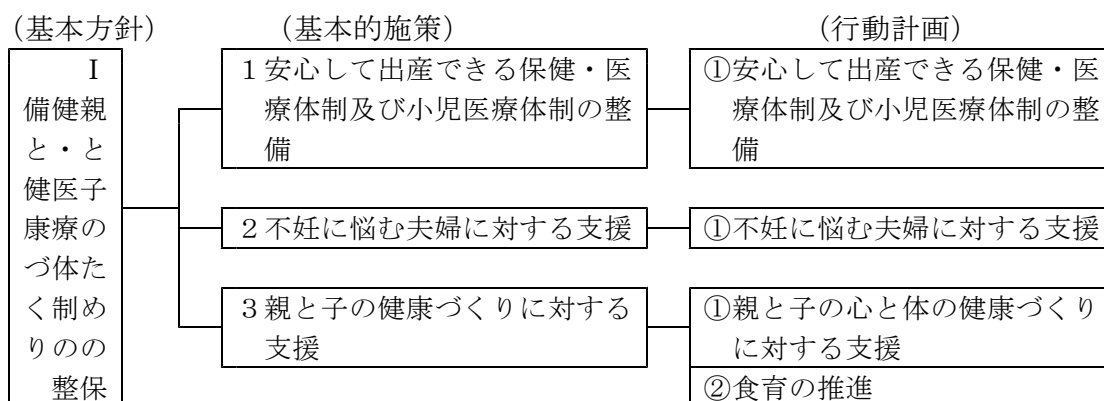 (基本方針)
(基本的施策)
(行動計画)
Ⅰ
親と子のための保
健・医療体制の整
備と健康づくり
1安心して出産できる保健・医
療体制及び小児医療体制の整
備
①安心して出産できる保健・医
療体制及び小児医療体制の整
備
2不妊に悩む夫婦に対する支援
①不妊に悩む夫婦に対する支援
3親と子の健康づくりに対する
支援
①親と子の心と体の健康づくり
に対する支援
②食育の推進